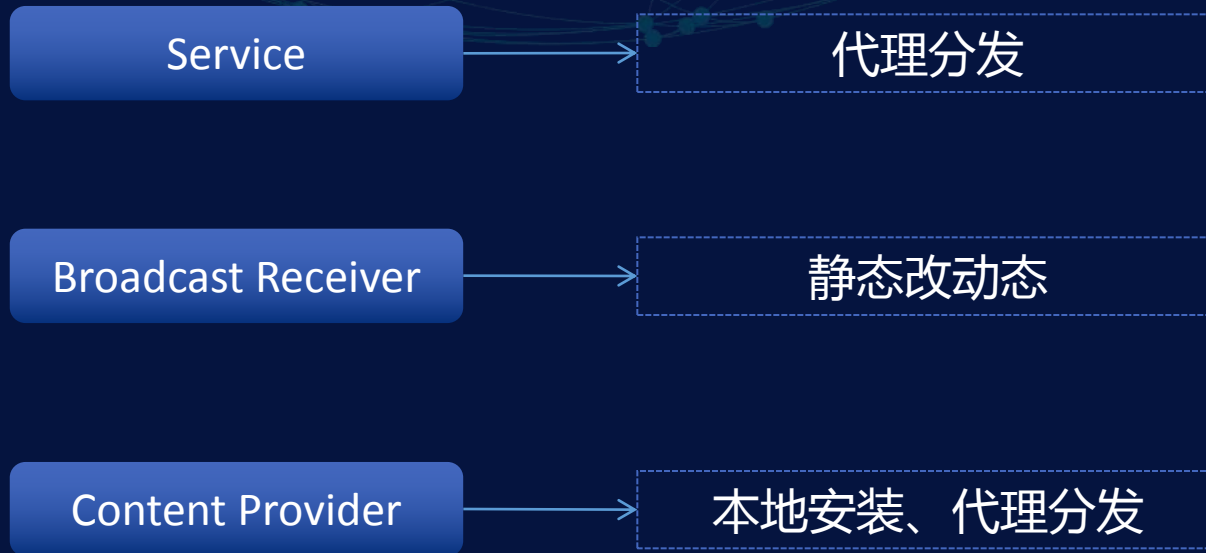 Service
代理分发
Broadcast Receiver
静态改动态
Content Provider
本地安装、代理分发